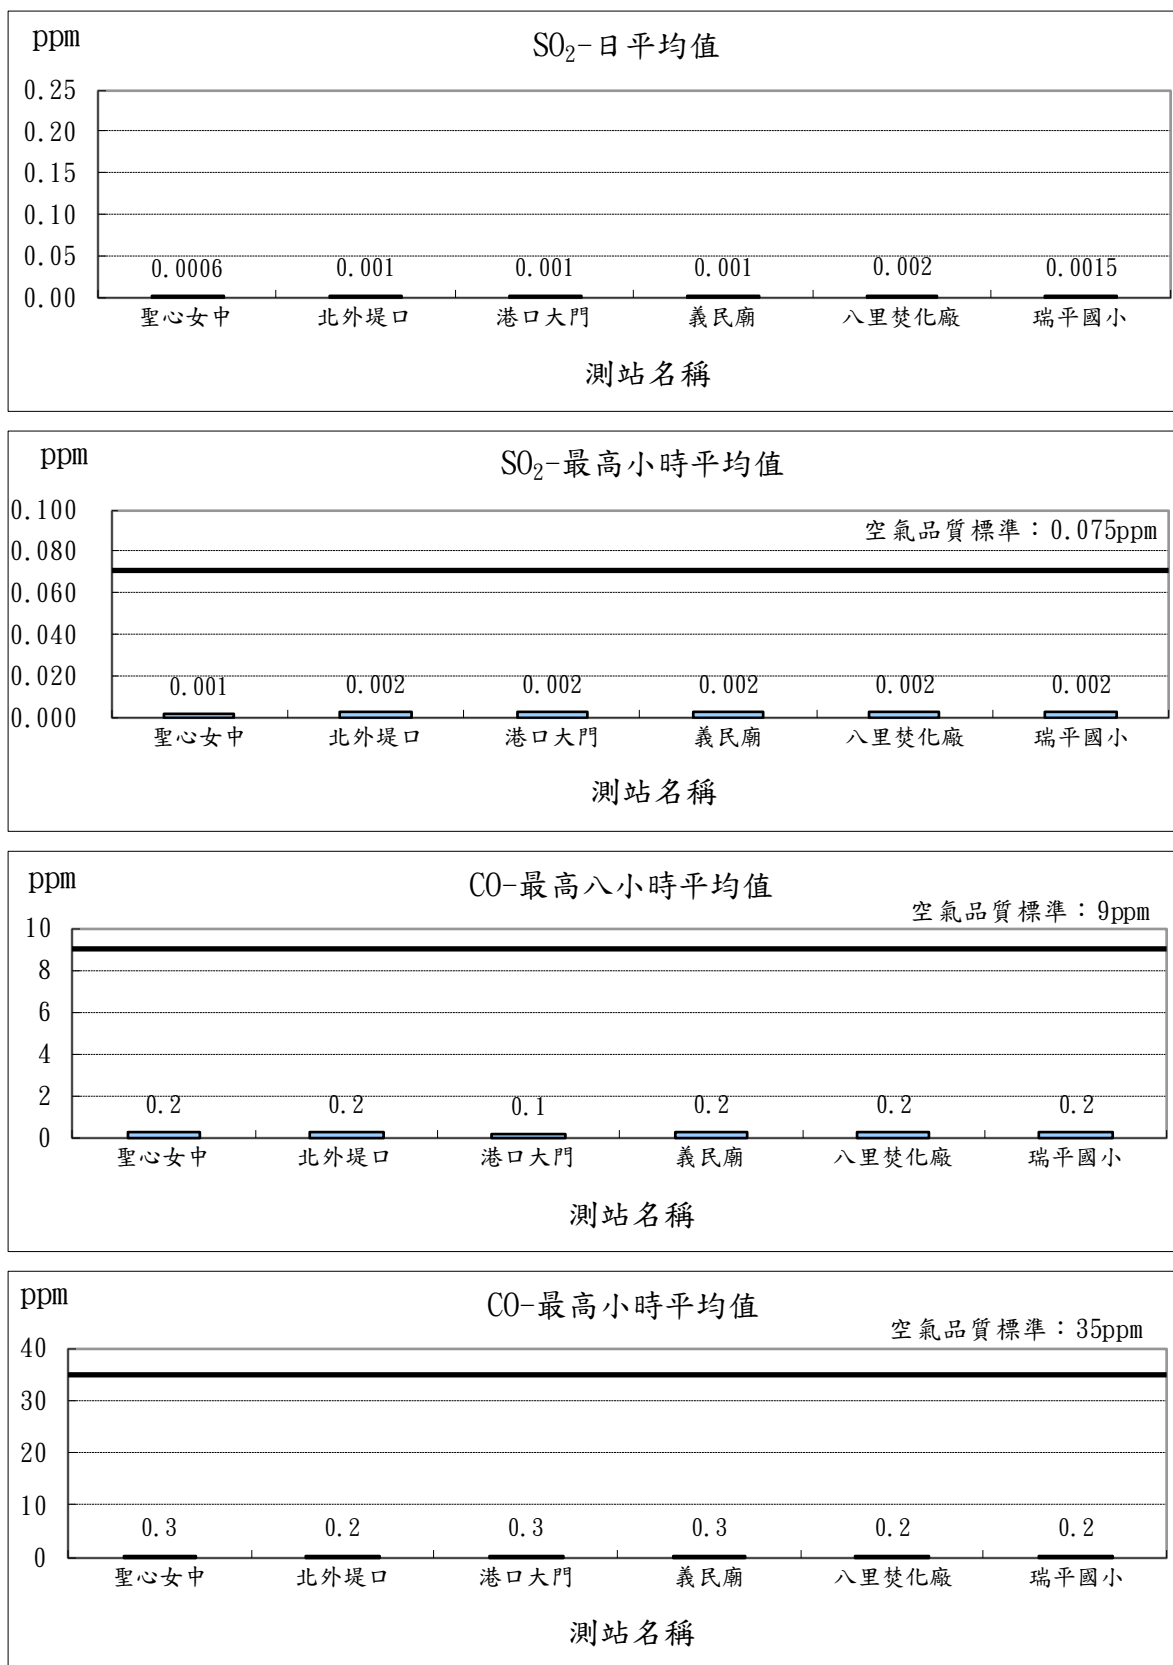 ppm
SO₂-日平均值
0.25
0.20
0.15
0.10
0.05
0.00
0.0006 0.001 0.001 0.001 0.002 0.0015
聖心女中 北外堤口 港口大門 義民廟 八里焚化廠 瑞平國小
測站名稱
ppm
SO₂-最高小時平均值
空氣品質標準：0.075ppm
0.100
0.080
0.060
0.040
0.020
0.000
0.001 0.002 0.002 0.002 0.002 0.002
聖心女中 北外堤口 港口大門 義民廟 八里焚化廠 瑞平國小
測站名稱
ppm
CO-最高八小時平均值
空氣品質標準：9ppm
10
8
6
4
2
0
0.2 0.2 0.1 0.2 0.2 0.2
聖心女中 北外堤口 港口大門 義民廟 八里焚化廠 瑞平國小
測站名稱
ppm
CO-最高小時平均值
空氣品質標準：35ppm
40
30
20
10
0
0.3 0.2 0.3 0.3 0.2 0.2
聖心女中 北外堤口 港口大門 義民廟 八里焚化廠 瑞平國小
測站名稱